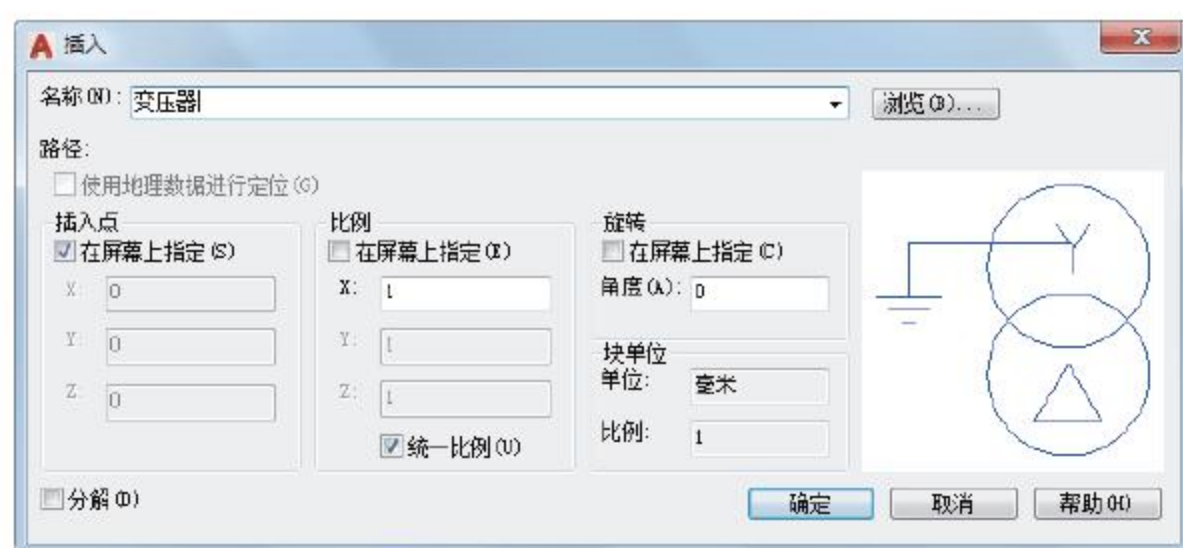 插入
名称(N): 变压器
浏览(B)...
路径:
使用地理数据进行定位(G)
插入点
在屏幕上指定(S)
X: 0
Y: 0
Z: 0
比例
在屏幕上指定(E)
X: 1
Y: 1
Z: 1
统一比例(U)
旋转
在屏幕上指定(C)
角度(A): 0
块单位
单位: 毫米
比例: 1
Y
分解(D)
确定
取消
帮助(H)